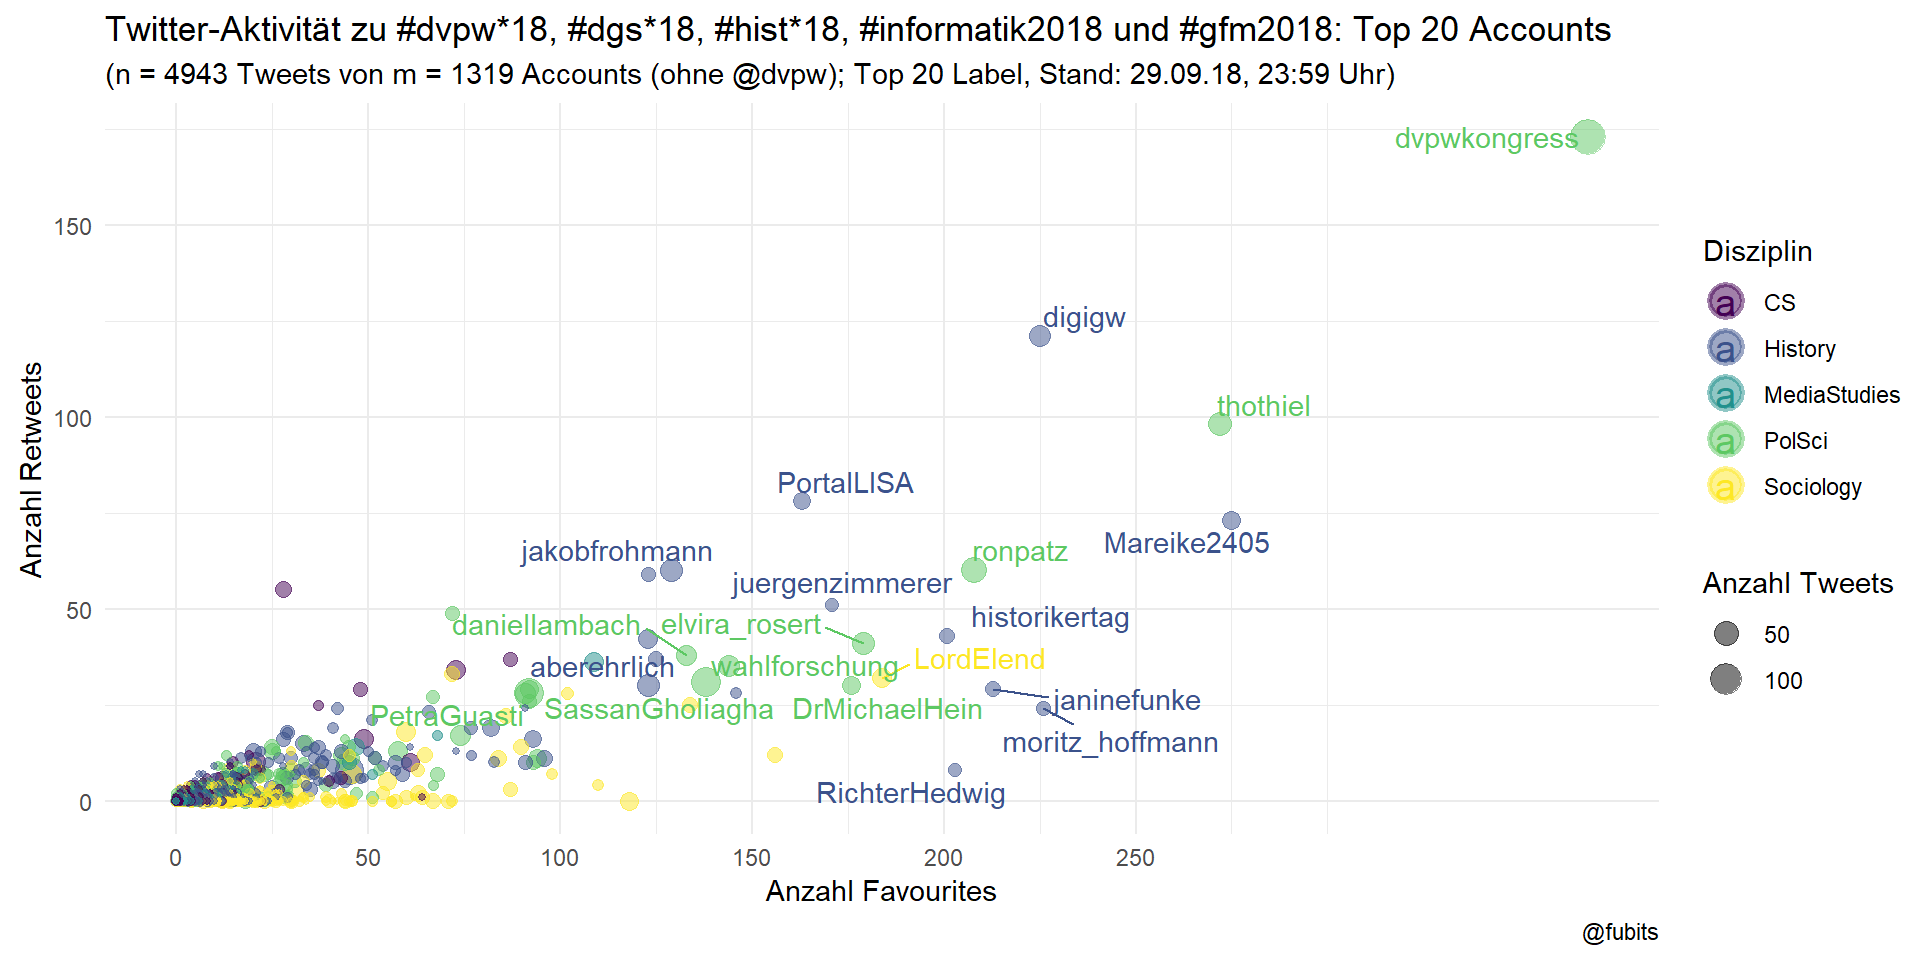 Twitter-Aktivität zu #dvpw*18, #dgs*18, #hist*18, #informatik2018 und #gfm2018: Top 20 Accounts
(n = 4943 Tweets von m = 1319 Accounts (ohne @dvpw); Top 20 Label, Stand: 29.09.18, 23:59 Uhr)
Anzahl Retweets
150
100
50
0
dvpwkongress
digigw
thothiel
PortalLISA
Mareike2405
jakobfrohmann
ronpatz
juergenzimmerer
historikertag
daniellambach
elvira_rosert
LordElend
aberehrlich
wahlforschung
janinefunke
PetraGuasti
SassanGholiagha
DrMichaelHein
moritz_hoffmann
RichterHedwig
0
50
100
150
200
250
Anzahl Favourites
Disziplin
a CS
a History
a MediaStudies
a PolSci
a Sociology
Anzahl Tweets
50
100
@fubits